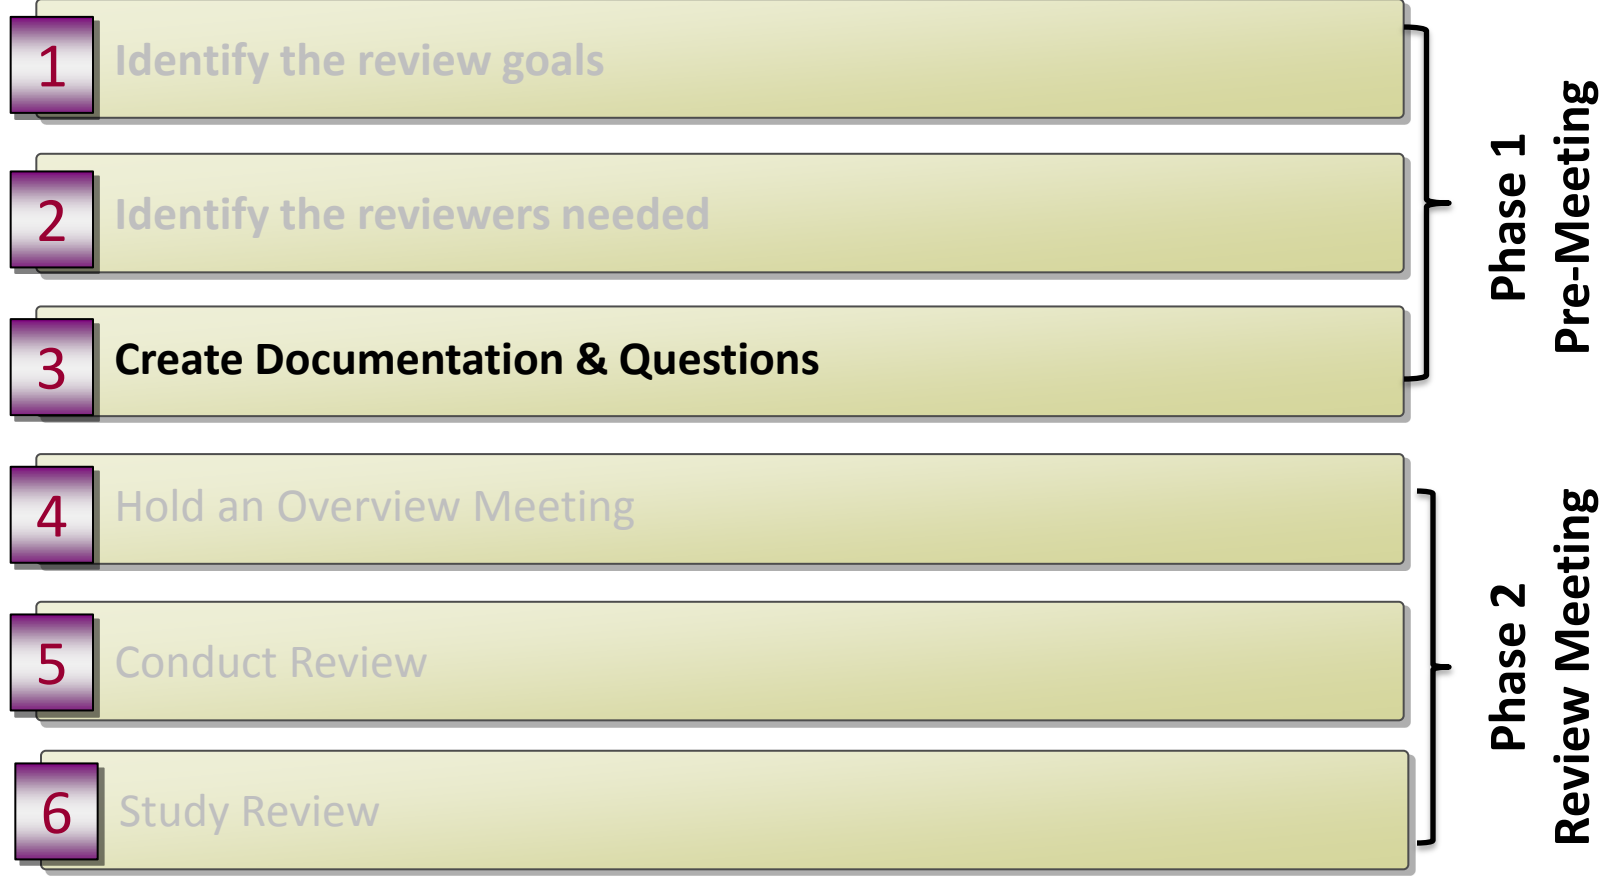 1 Identify the review goals
2 Identify the reviewers needed
3 Create Documentation & Questions
Phase 1
Pre-Meeting
4 Hold an Overview Meeting
5 Conduct Review
6 Study Review
Phase 2
Review Meeting